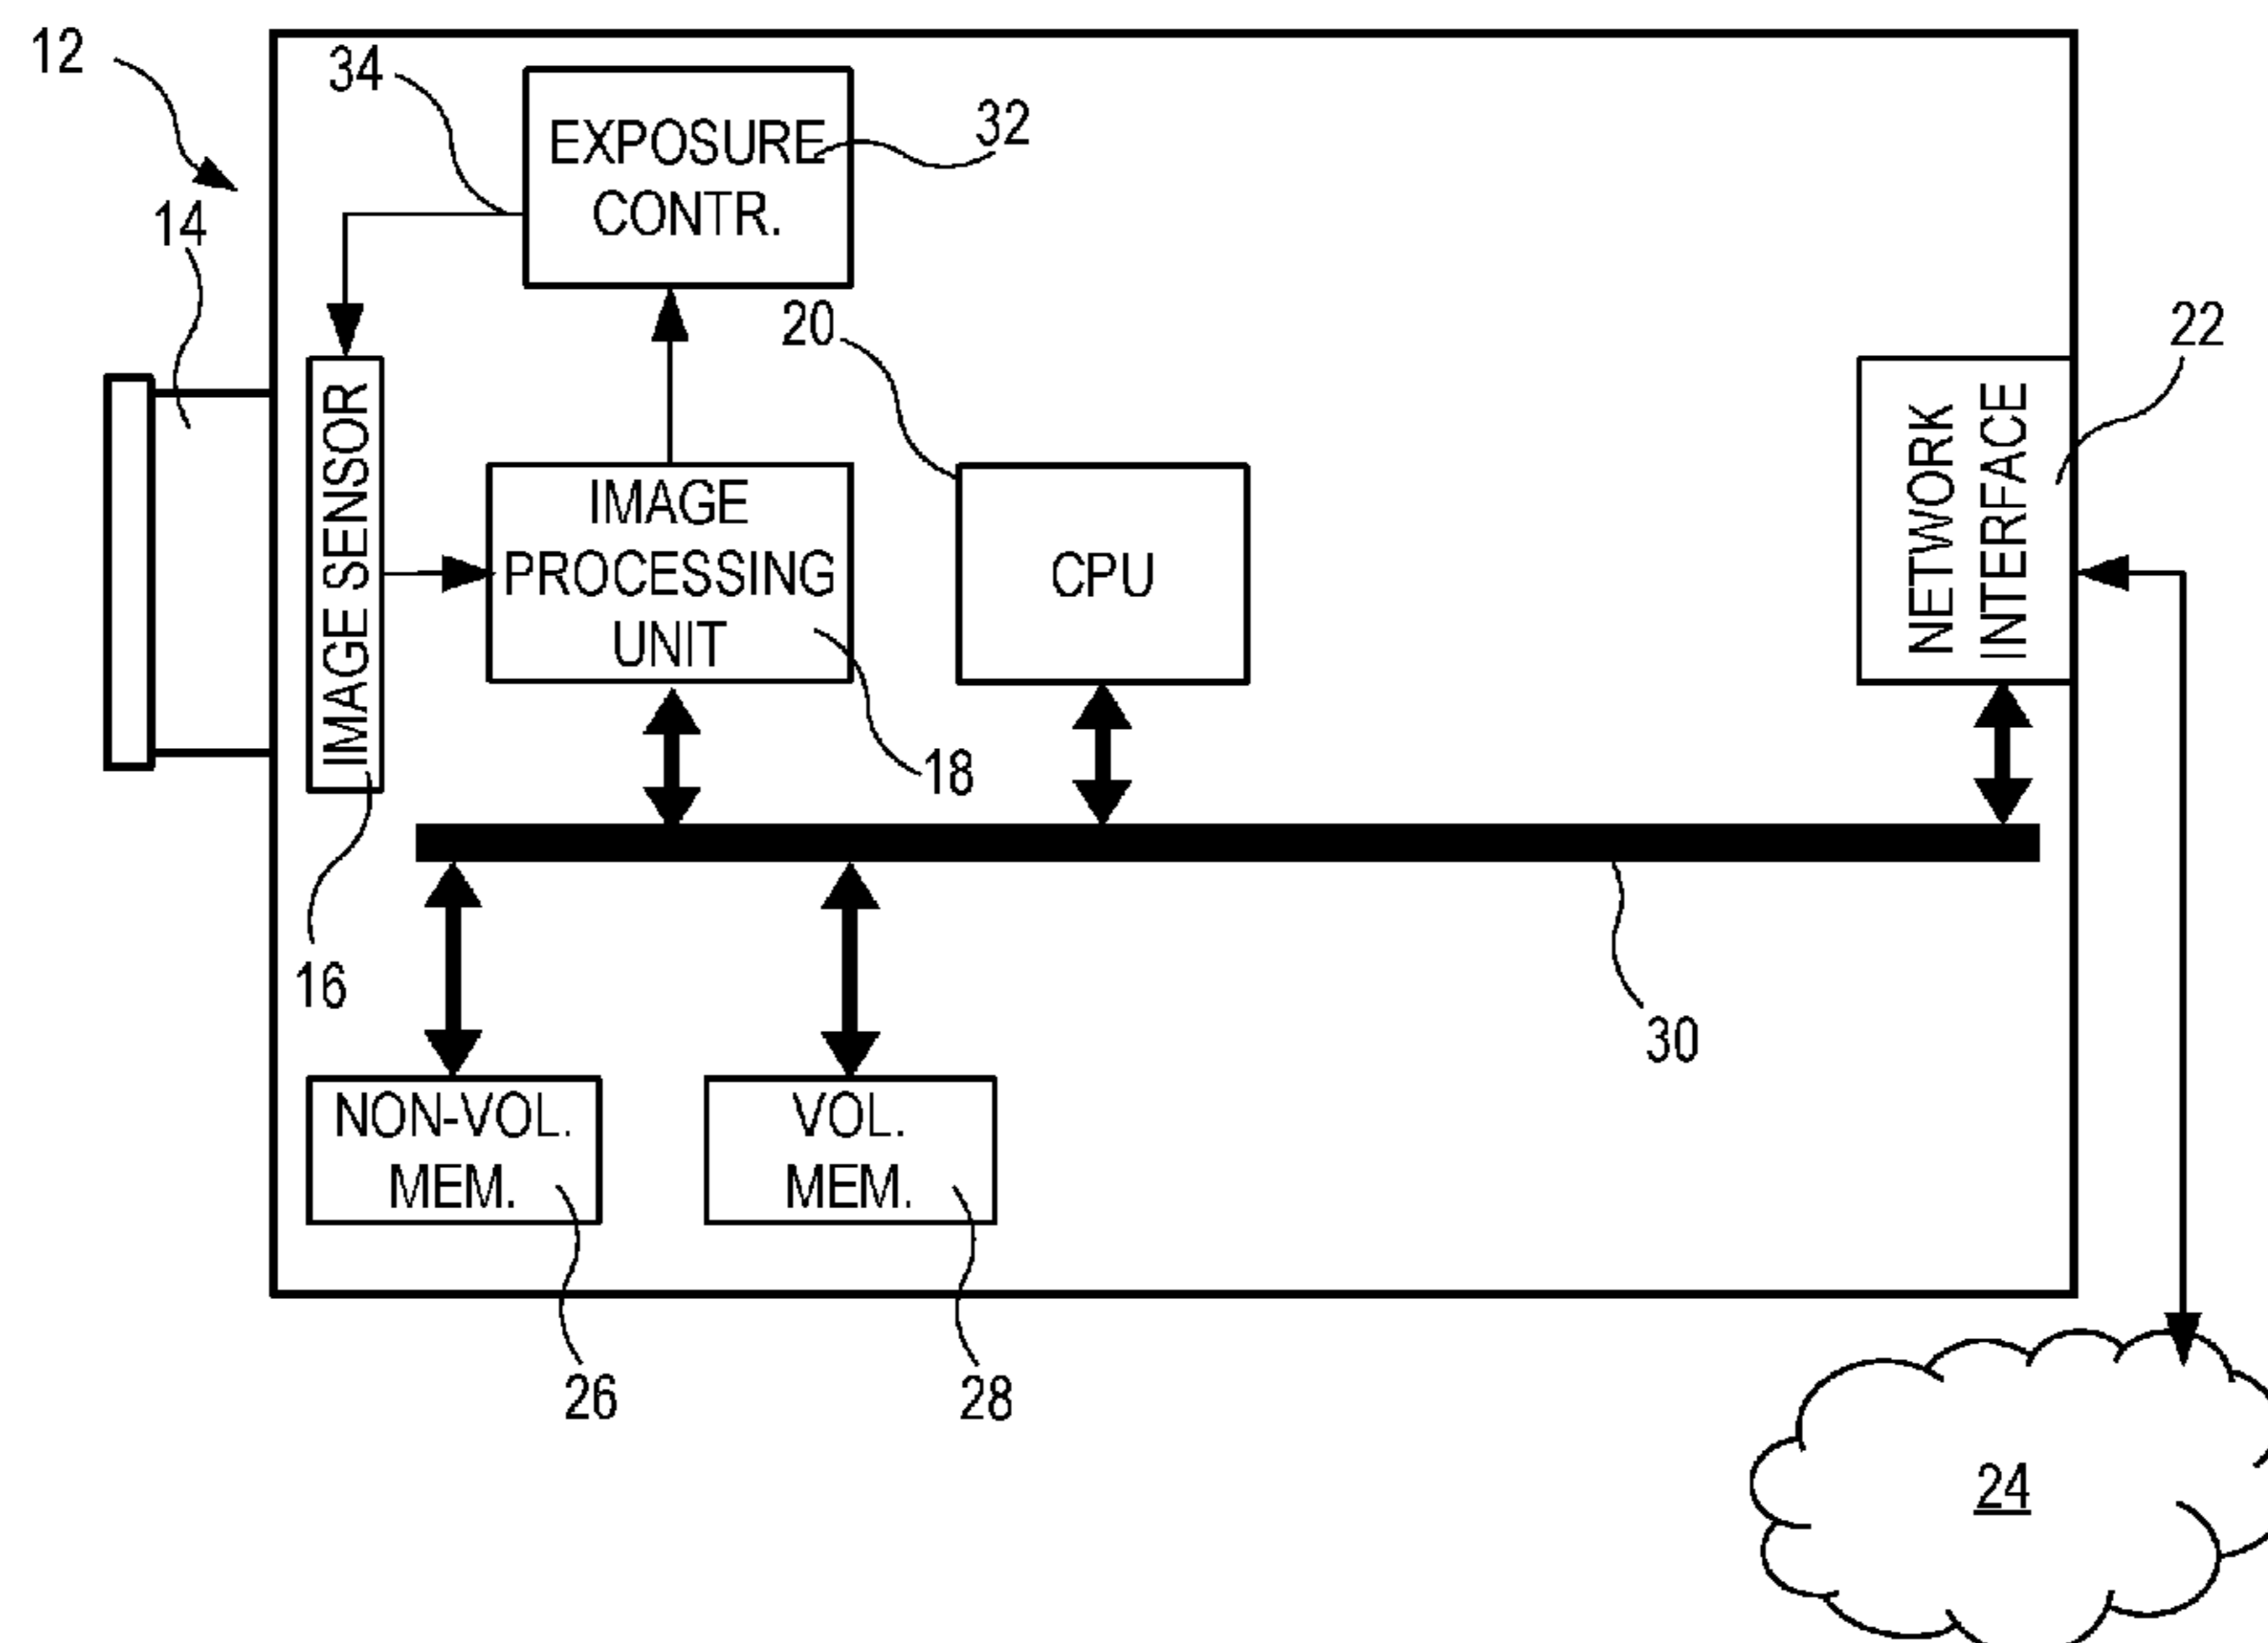 12
34
EXPOSURE
CONTR.
32
14
20
22
IMAGE SENSOR
IMAGE
PROCESSING
UNIT
CPU
NETWORK
INTERFACE
18
16
30
NON-VOL.
MEM.
VOL.
MEM.
26
28
24